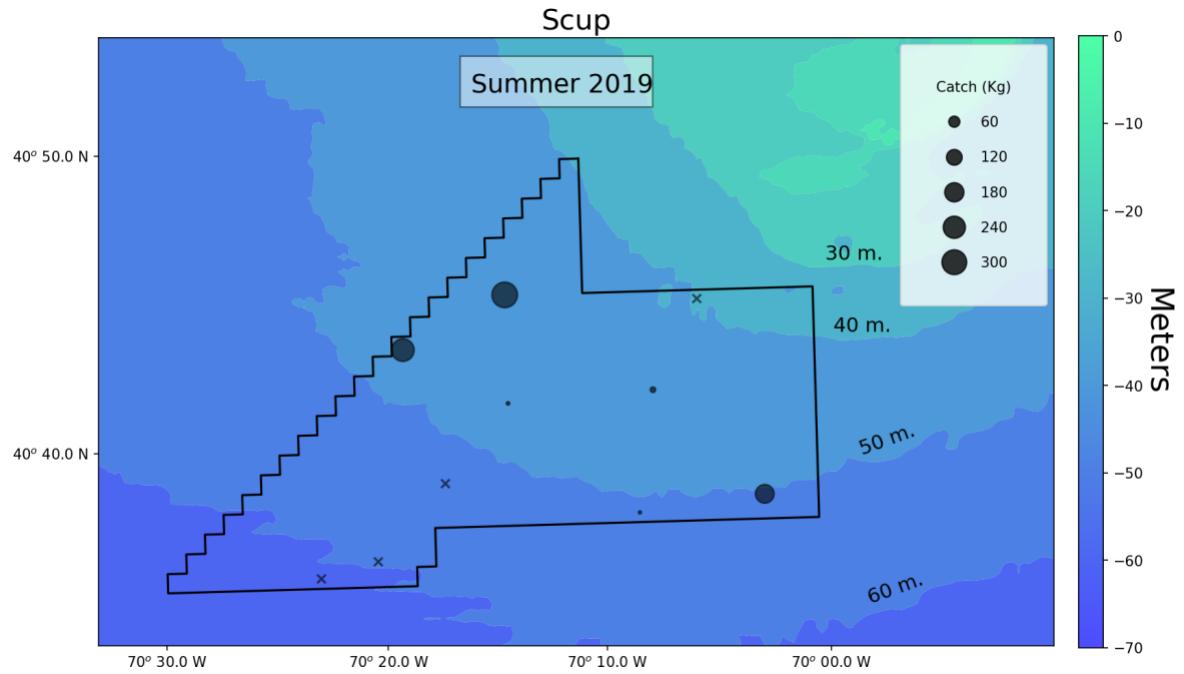 Scup
Summer 2019
Catch (Kg)
60
120
180
240
300
30 m.
40 m.
50 m.
60 m.
40° 50.0 N
40° 40.0 N
70° 30.0 W
70° 20.0 W
70° 10.0 W
70° 00.0 W
0
−10
−20
−30
−40
−50
−60
−70
Meters